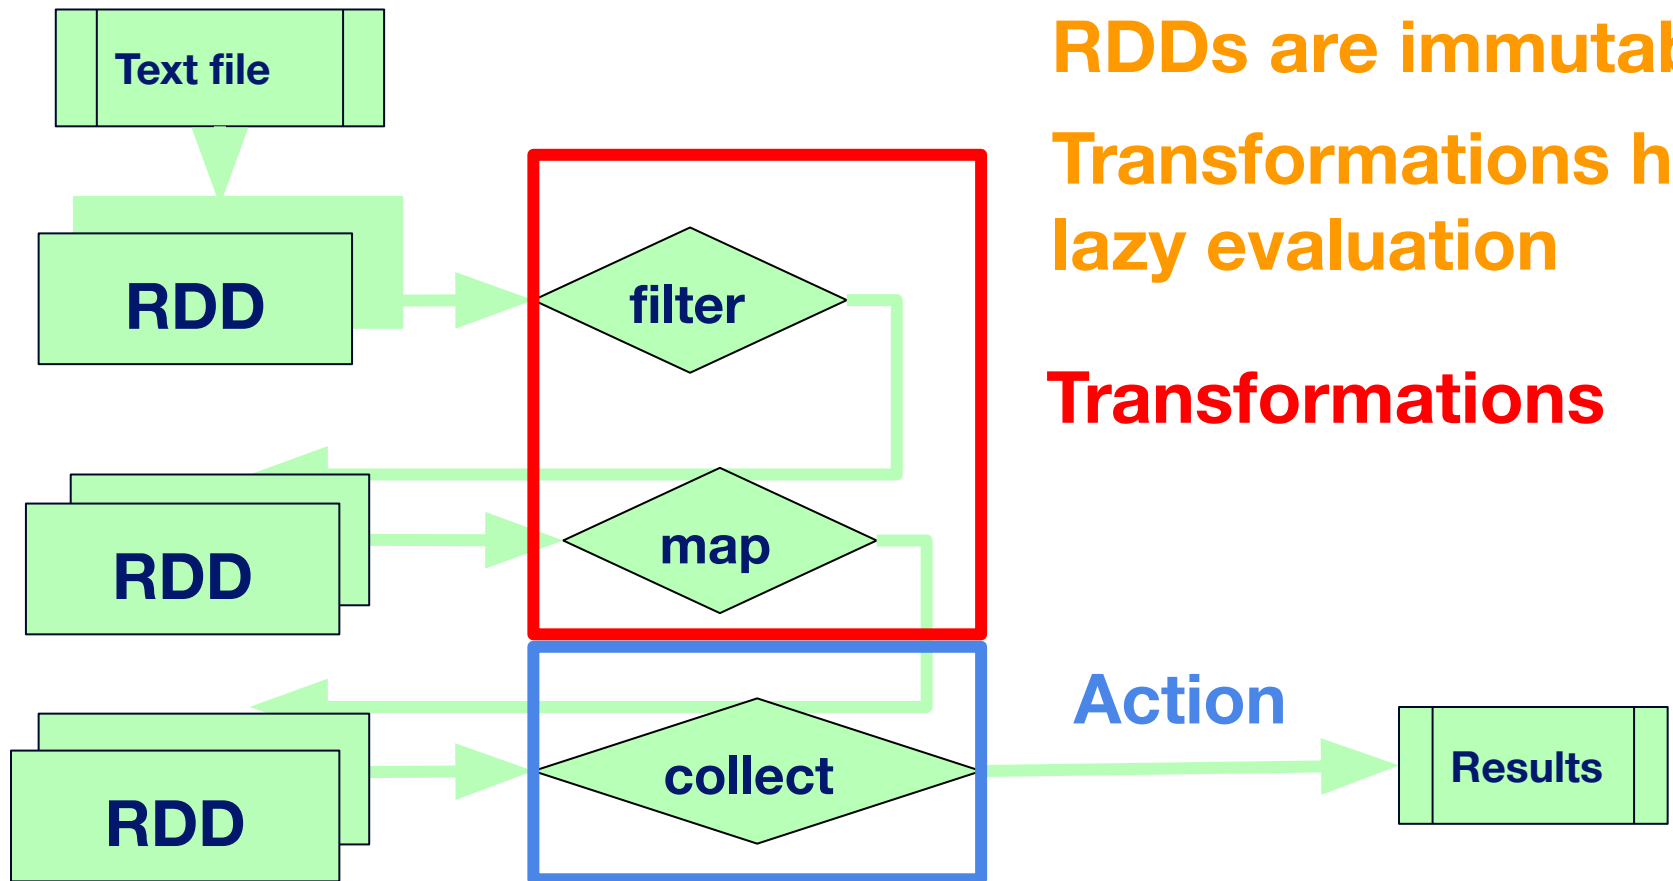 Text file
RDDs are immutab
Transformations h
lazy evaluation
RDD
filter
Transformations
RDD
map
Action
RDD
collect
Results